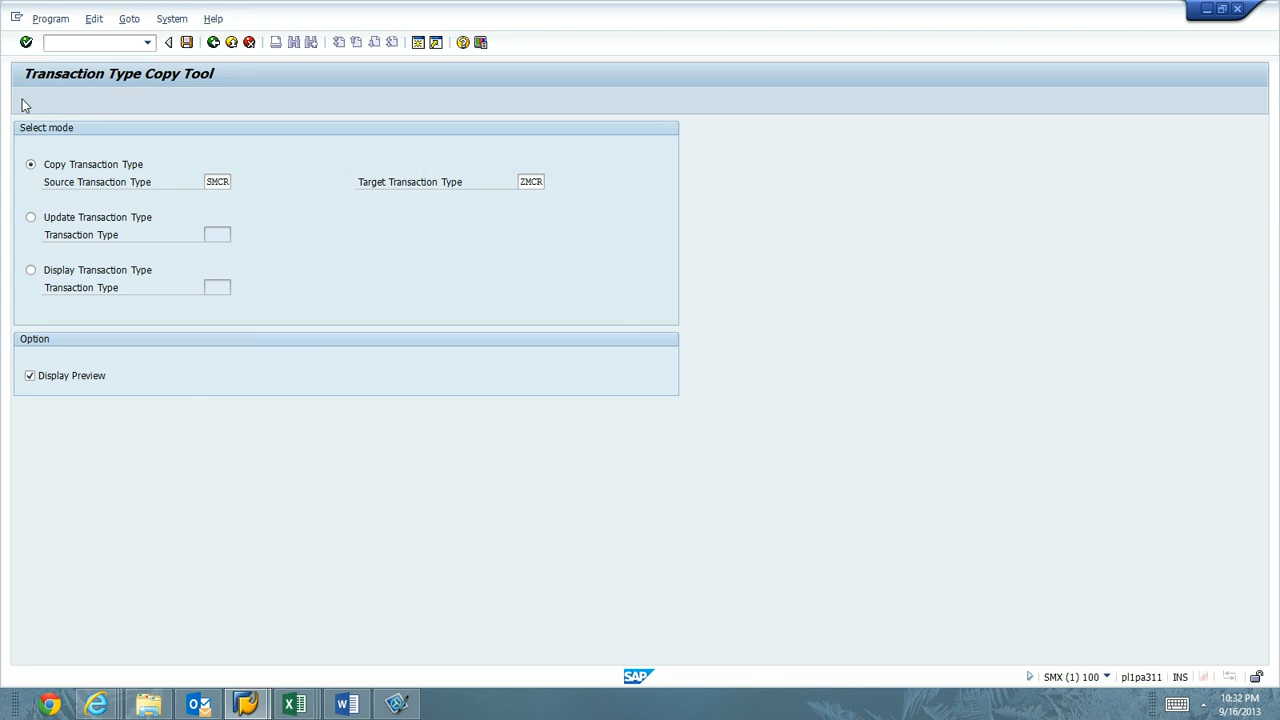 Program Edit Goto System Help
Transaction Type Copy Tool
Select mode
Copy Transaction Type
Source Transaction Type SMCR Target Transaction Type ZMCR
Update Transaction Type
Transaction Type
Display Transaction Type
Transaction Type
Option
Display Preview
SAP
SMX (1) 100 pl1pa311 INS
10:32 PM
9/16/2013